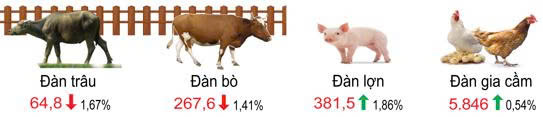 Đàn trâu
64,8 1,67%
Đàn bò
267,6 1,41%
Đàn lợn
381,5 1,86%
Đàn gia cầm
5.846 0,54%